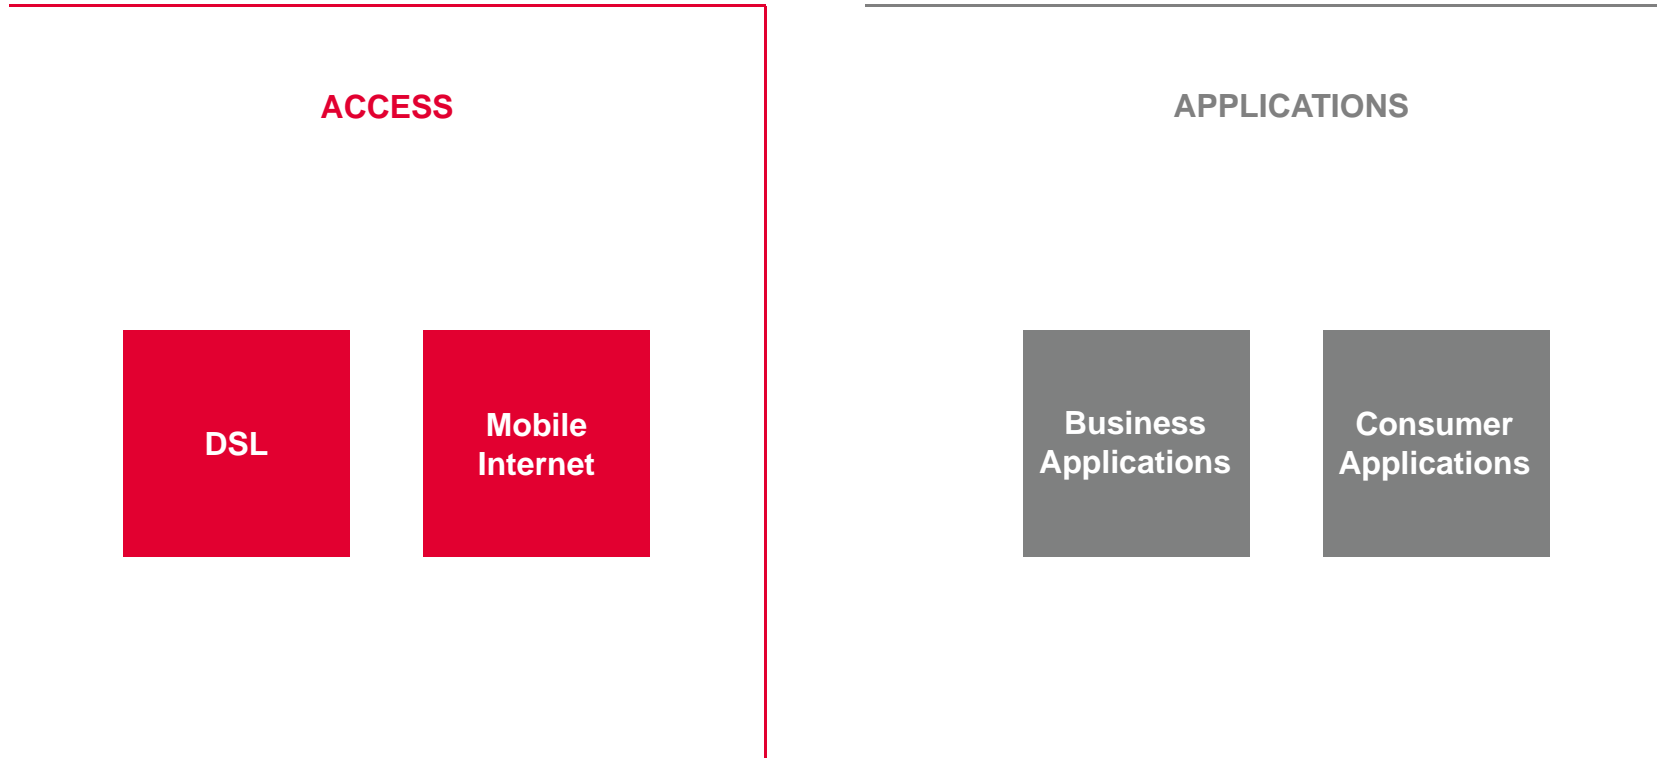 ACCESS
APPLICATIONS
DSL
Mobile
Internet
Business
Applications
Consumer
Applications